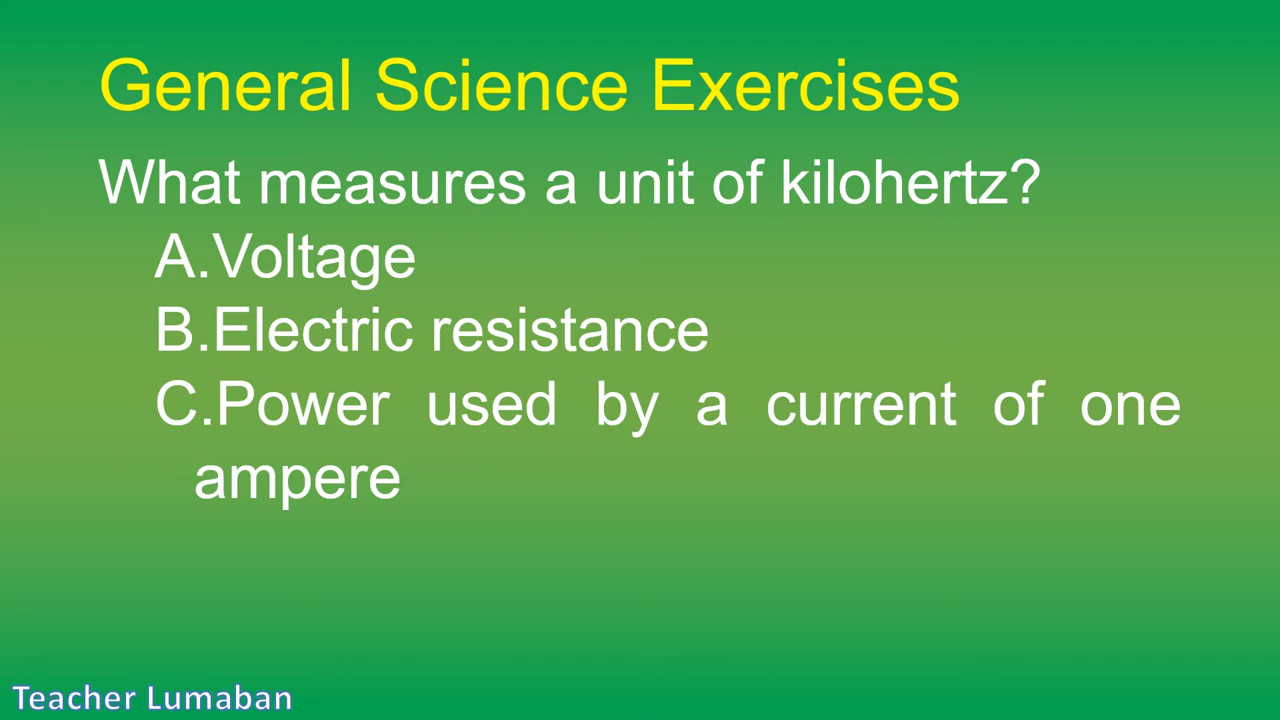 General Science Exercises
What measures a unit of kilohertz?
A.Voltage
B.Electric resistance
C.Power used by a current of one
ampere
Teacher Lumaban